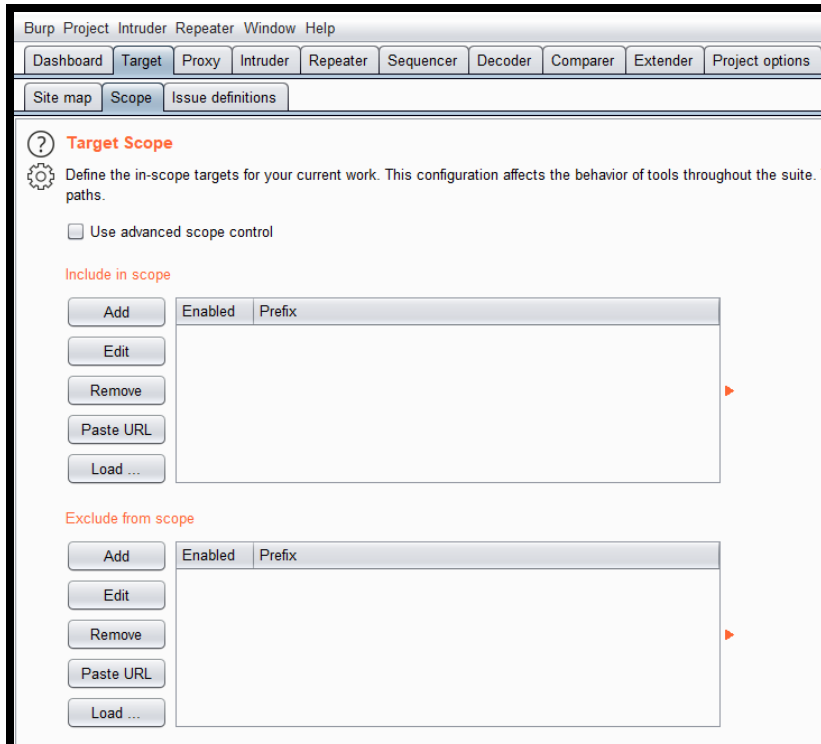 Burp Project Intruder Repeater Window Help
Dashboard Target Proxy Intruder Repeater Sequencer Decoder Comparer Extender Project options
Site map Scope Issue definitions
? Target Scope
Define the in-scope targets for your current work. This configuration affects the behavior of tools throughout the suite.
paths.
Use advanced scope control
Include in scope
Add Enabled Prefix
Edit
Remove
Paste URL
Load ...
Exclude from scope
Add Enabled Prefix
Edit
Remove
Paste URL
Load ...